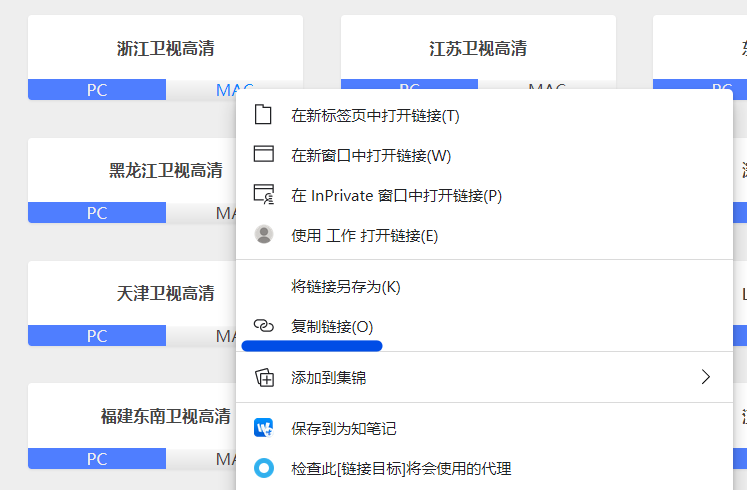 浙江卫视高清
江苏卫视高清
PC
MAC
PC
MAC
PC
在新标签页中打开链接(T)
在新窗口中打开链接(W)
黑龙江卫视高清
在 InPrivate 窗口中打开链接(P)
PC
使用 工作 打开链接(E)
天津卫视高清
将链接另存为(K)
PC
复制链接(O)
添加到集锦
福建东南卫视高清
保存到为知笔记
PC
检查此[链接目标]将会使用的代理